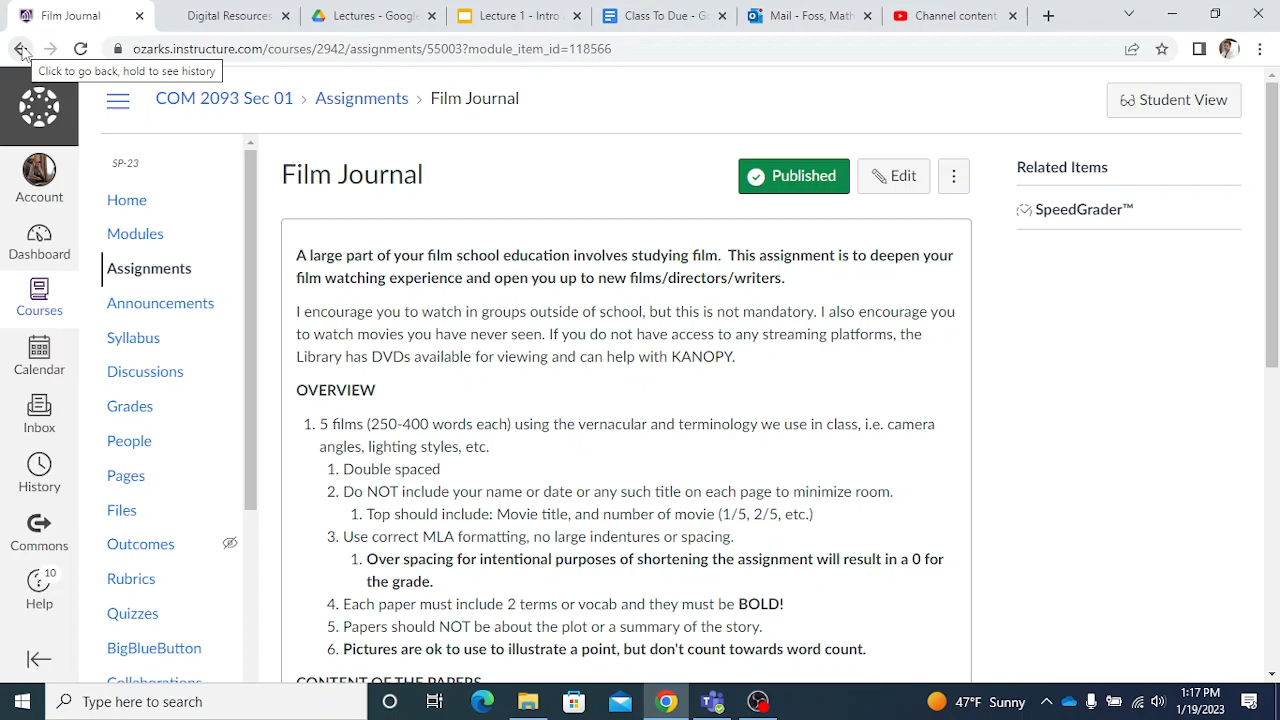 Film Journal
Digital Resources
Lectures - Google
Lecture 1 - Intro
Class To Due - Go
Mail - Foss, Math
Channel content
ozarks.instructure.com/courses/2942/assignments/55003?module_item_id=118566
Click to go back, hold to see history
COM 2093 Sec 01 › Assignments › Film Journal
Student View
SP-23
Account
Dashboard
Courses
Calendar
Inbox
History
Commons
10
Help
Home
Modules
Assignments
Announcements
Syllabus
Discussions
Grades
People
Pages
Files
Outcomes
Rubrics
Quizzes
BigBlueButton
Collaborations
Film Journal
Published
Edit
Related Items
SpeedGrader™
A large part of your film school education involves studying film. This assignment is to deepen your
film watching experience and open you up to new films/directors/writers.
I encourage you to watch in groups outside of school, but this is not mandatory. I also encourage you
to watch movies you have never seen. If you do not have access to any streaming platforms, the
Library has DVDs available for viewing and can help with KANOPY.
OVERVIEW
1. 5 films (250-400 words each) using the vernacular and terminology we use in class, i.e. camera
angles, lighting styles, etc.
1. Double spaced
2. Do NOT include your name or date or any such title on each page to minimize room.
1. Top should include: Movie title, and number of movie (1/5, 2/5, etc.)
3. Use correct MLA formatting, no large indentures or spacing.
1. Over spacing for intentional purposes of shortening the assignment will result in a 0 for
the grade.
4. Each paper must include 2 terms or vocab and they must be BOLD!
5. Papers should NOT be about the plot or a summary of the story.
6. Pictures are ok to use to illustrate a point, but don't count towards word count.
CONTENT OF THE PAPERS
Type here to search
47°F Sunny
1:17 PM
1/19/2023